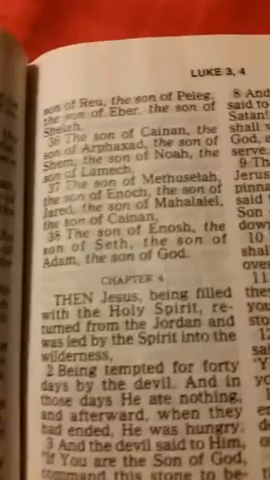 LUKE 3, 4
son of Reu, the son of Peleg,
the son of Eber, the son of
Shelah,
36 The son of Cainan, the
son of Arphaxad, the son of
Shem, the son of Noah, the
son of Lamech,
37 The son of Methuselah,
the son of Enoch, the son of
Jared, the son of Mahalalel,
the son of Cainan,
38 The son of Enosh, the
son of Seth, the son of
Adam, the son of God.
CHAPTER 4
THEN Jesus, being filled
with the Holy Spirit, re-
turned from the Jordan and
was led by the Spirit into the
wilderness,
2 Being tempted for forty
days by the devil. And in
those days He ate nothing,
and afterward, when they
had ended, He was hungry.
3 And the devil said to Him,
"If You are the Son of God,
command this stone to be-
8 And
said to
Satan!
shall
God, a
serve
9 Th
Jerus
pinna
said
Son
down
10
shal
over
11
the
you
sto
12
sa
"Y
yo